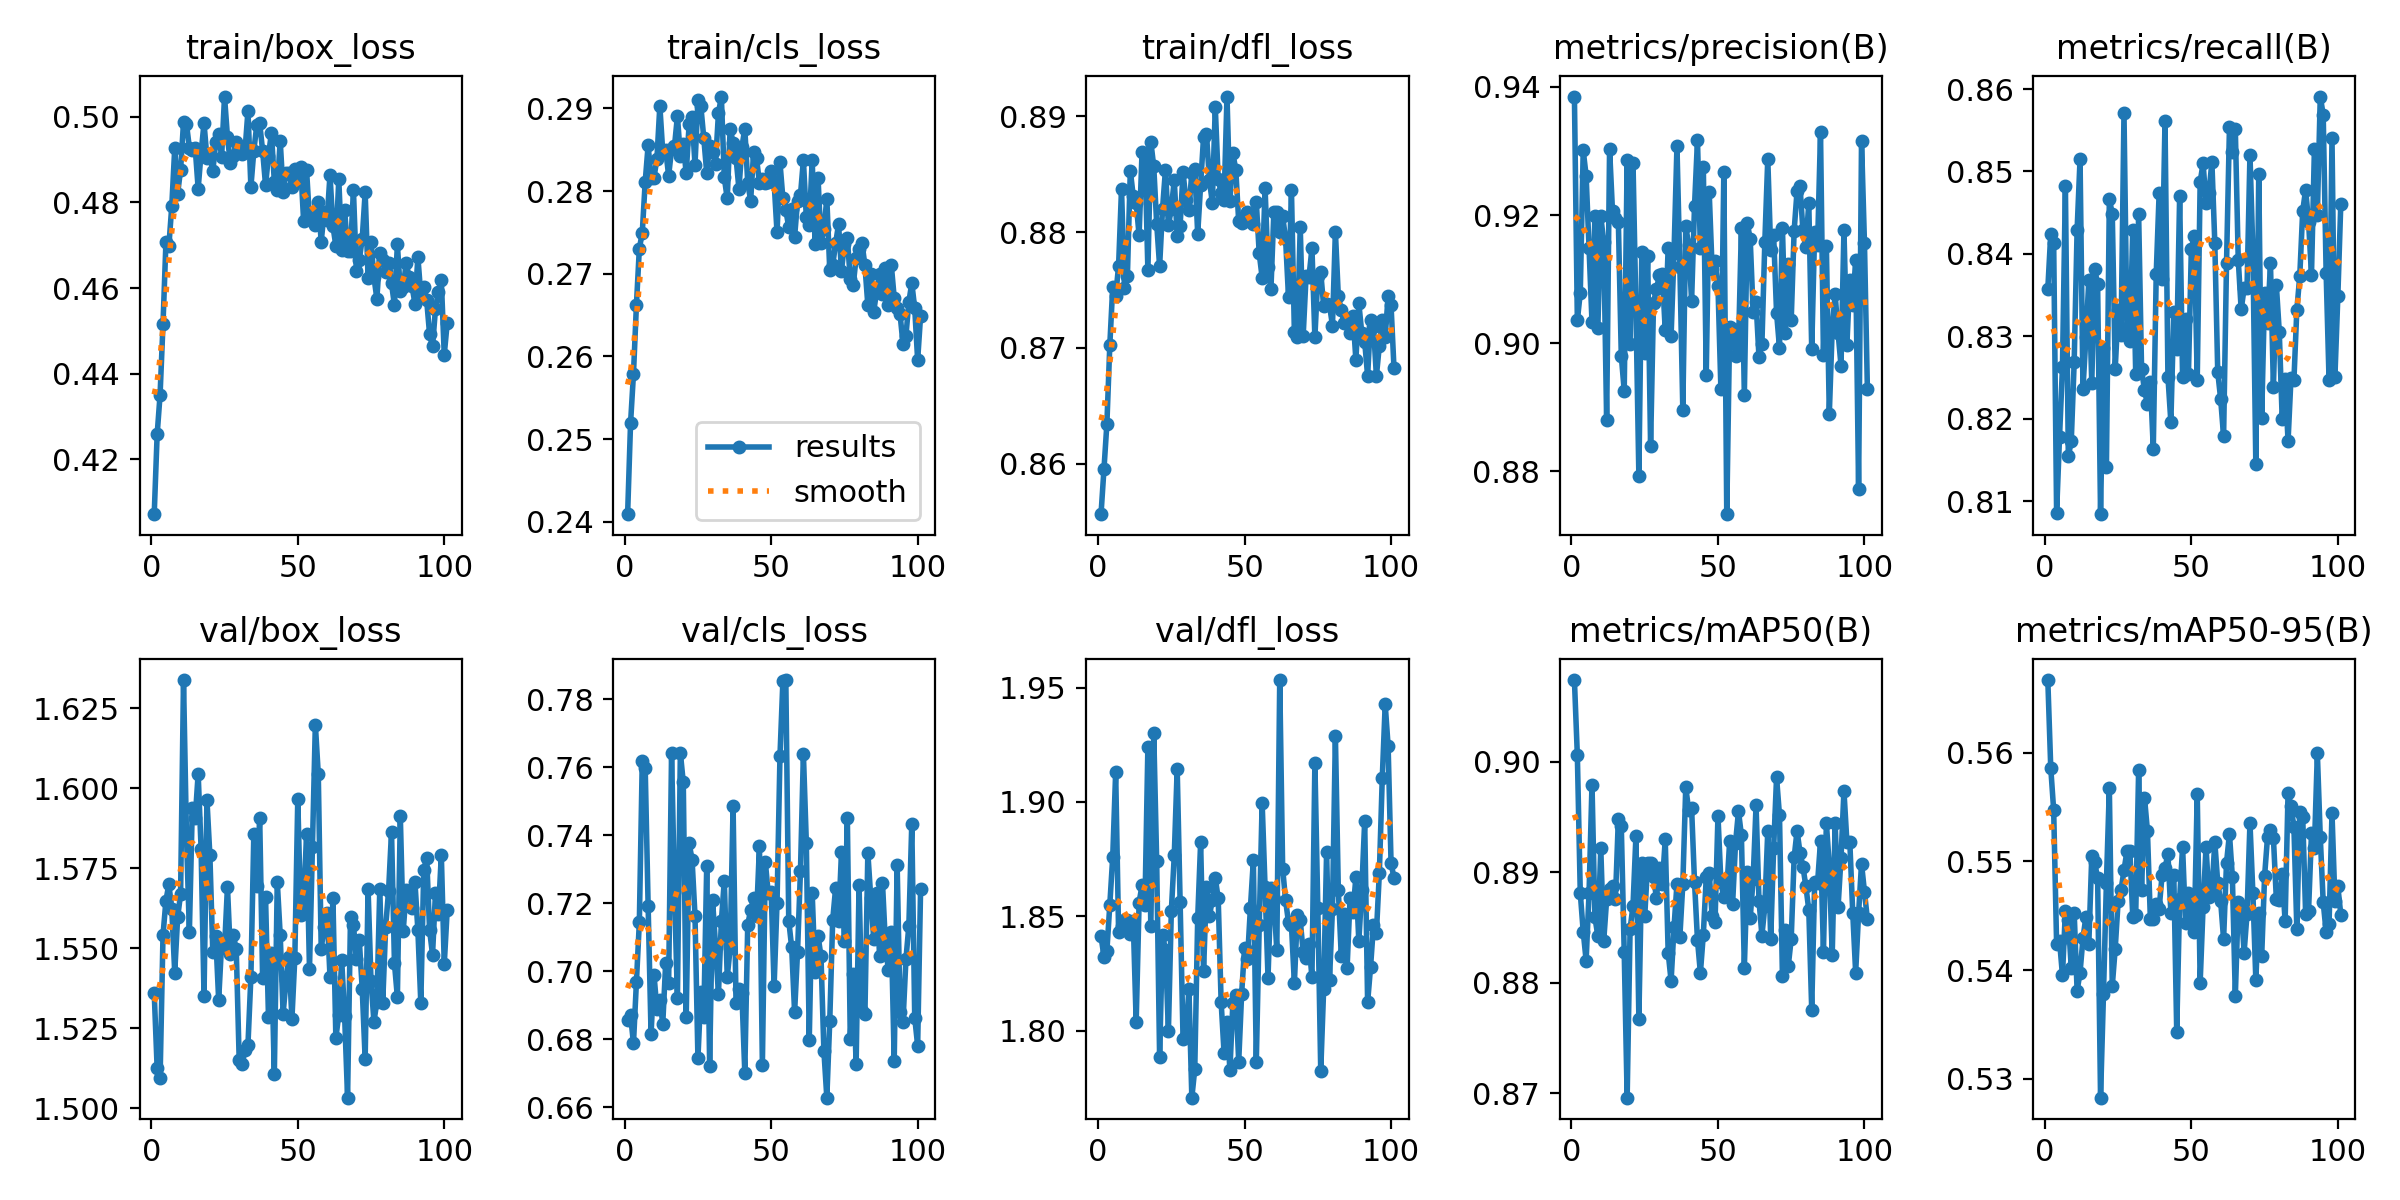 train/box_loss
0.50
0.48
0.46
0.44
0.42
0 50 100
train/cls_loss
0.29
0.28
0.27
0.26
0.25
0.24
results
smooth
0 50 100
train/dfl_loss
0.89
0.88
0.87
0.86
0 50 100
metrics/precision(B)
0.94
0.92
0.90
0.88
0 50 100
metrics/recall(B)
0.86
0.85
0.84
0.83
0.82
0.81
0 50 100
val/box_loss
1.625
1.600
1.575
1.550
1.525
1.500
0 50 100
val/cls_loss
0.78
0.76
0.74
0.72
0.70
0.68
0.66
0 50 100
val/dfl_loss
1.95
1.90
1.85
1.80
0 50 100
metrics/mAP50(B)
0.90
0.89
0.88
0.87
0 50 100
metrics/mAP50-95(B)
0.56
0.55
0.54
0.53
0 50 100